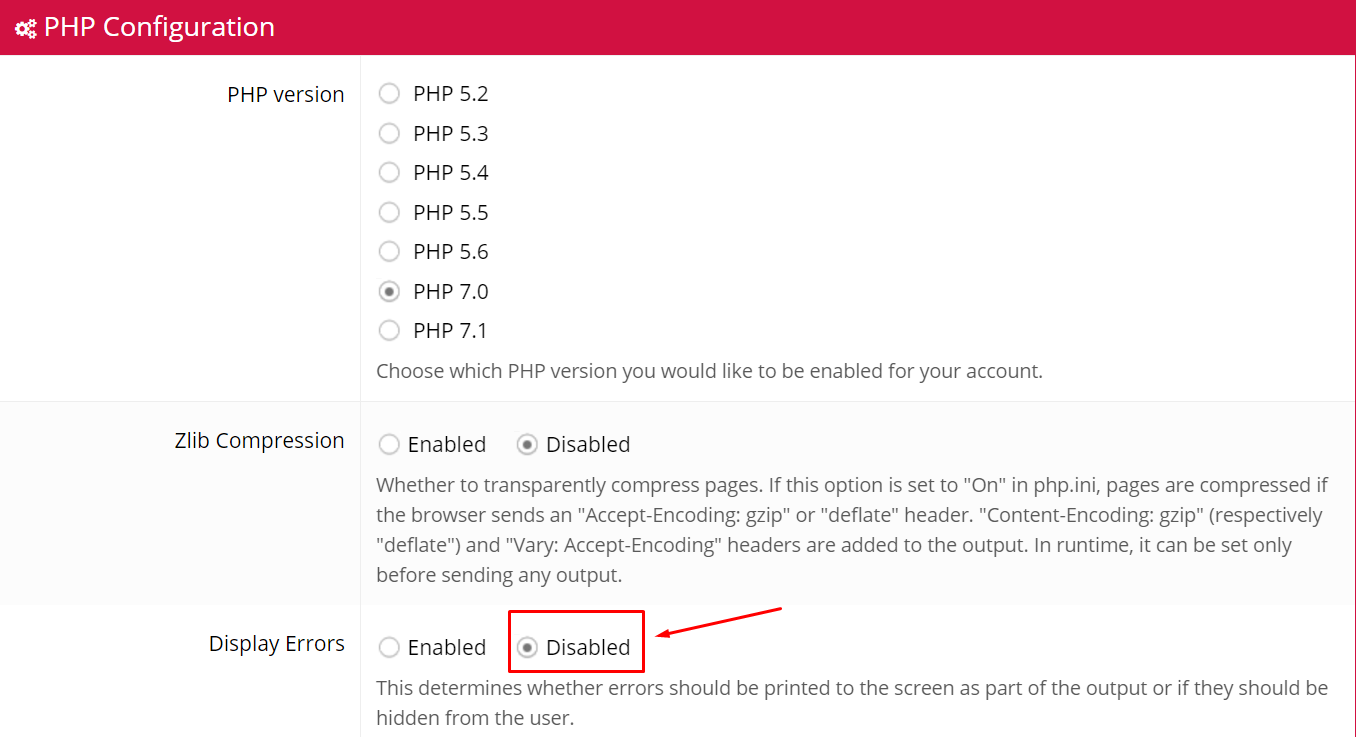 PHP Configuration
PHP version
PHP 5.2
PHP 5.3
PHP 5.4
PHP 5.5
PHP 5.6
PHP 7.0
PHP 7.1
Choose which PHP version you would like to be enabled for your account.
Zlib Compression
Enabled Disabled
Whether to transparently compress pages. If this option is set to "On" in php.ini, pages are compressed if
the browser sends an "Accept-Encoding: gzip" or "deflate" header. "Content-Encoding: gzip" (respectively
"deflate") and "Vary: Accept-Encoding" headers are added to the output. In runtime, it can be set only
before sending any output.
Display Errors
Enabled Disabled
This determines whether errors should be printed to the screen as part of the output or if they should be
hidden from the user.